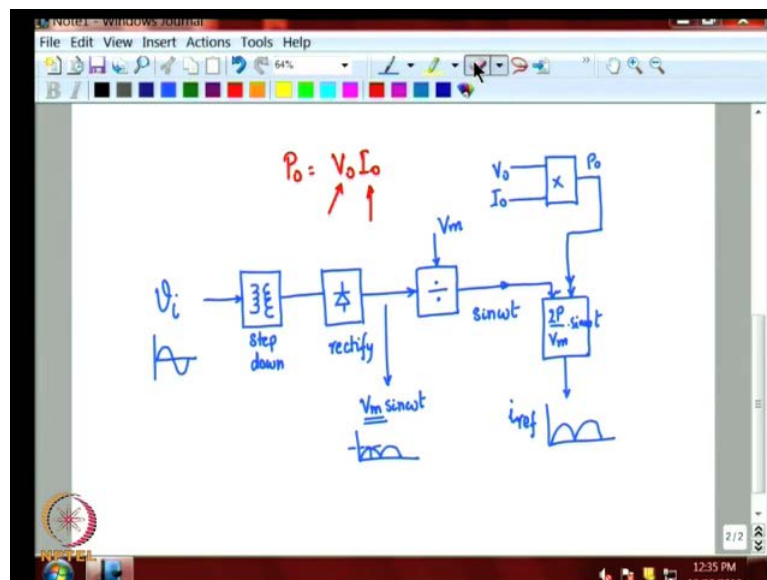 Note1 - Windows Journal
File Edit View Insert Actions Tools Help
64%
B I
P₀ = V₀ I₀
V₀
I₀
x
P₀
Vm
𝑣i
÷
sinωt
step down
rectify
2P/Vm . sinωt
Vm sinωt
iref
2/2
NPTEL
12:35 PM